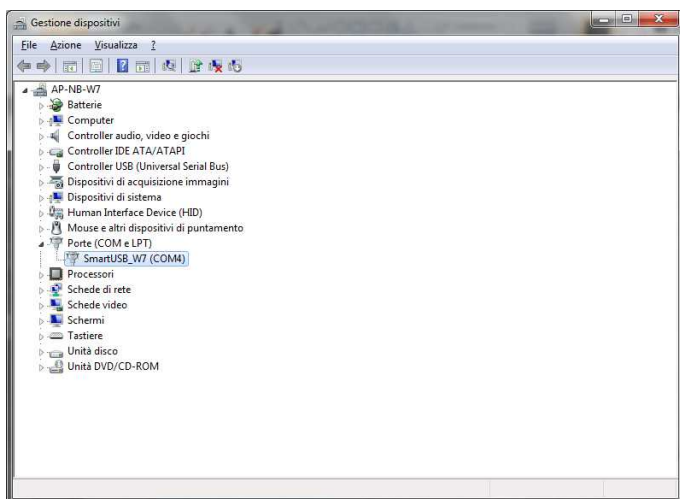 Gestione dispositivi
File Azione Visualizza ?
AP-NB-W7
Batterie
Computer
Controller audio, video e giochi
Controller IDE ATA/ATAPI
Controller USB (Universal Serial Bus)
Dispositivi di acquisizione immagini
Dispositivi di sistema
Human Interface Device (HID)
Mouse e altri dispositivi di puntamento
Porte (COM e LPT)
SmartUSB_W7 (COM4)
Processori
Schede di rete
Schede video
Schermi
Tastiere
Unità disco
Unità DVD/CD-ROM